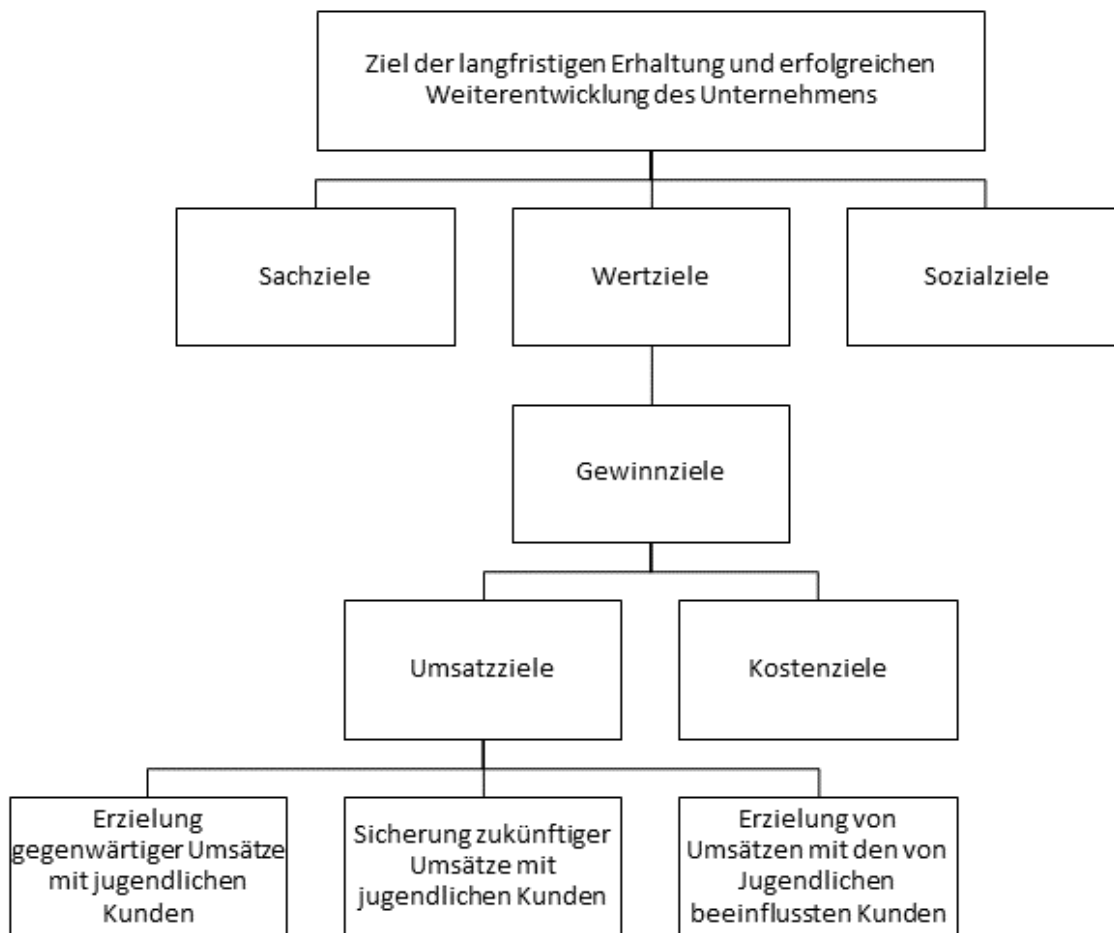 Ziel der langfristigen Erhaltung und erfolgreichen
Weiterentwicklung des Unternehmens
Sachziele
Wertziele
Sozialziele
Gewinnziele
Umsatzziele
Kostenziele
Erzielung
gegenwärtiger Umsätze
mit jugendlichen
Kunden
Sicherung zukünftiger
Umsätze mit
jugendlichen Kunden
Erzielung von
Umsätzen mit den von
Jugendlichen
beeinflussten Kunden